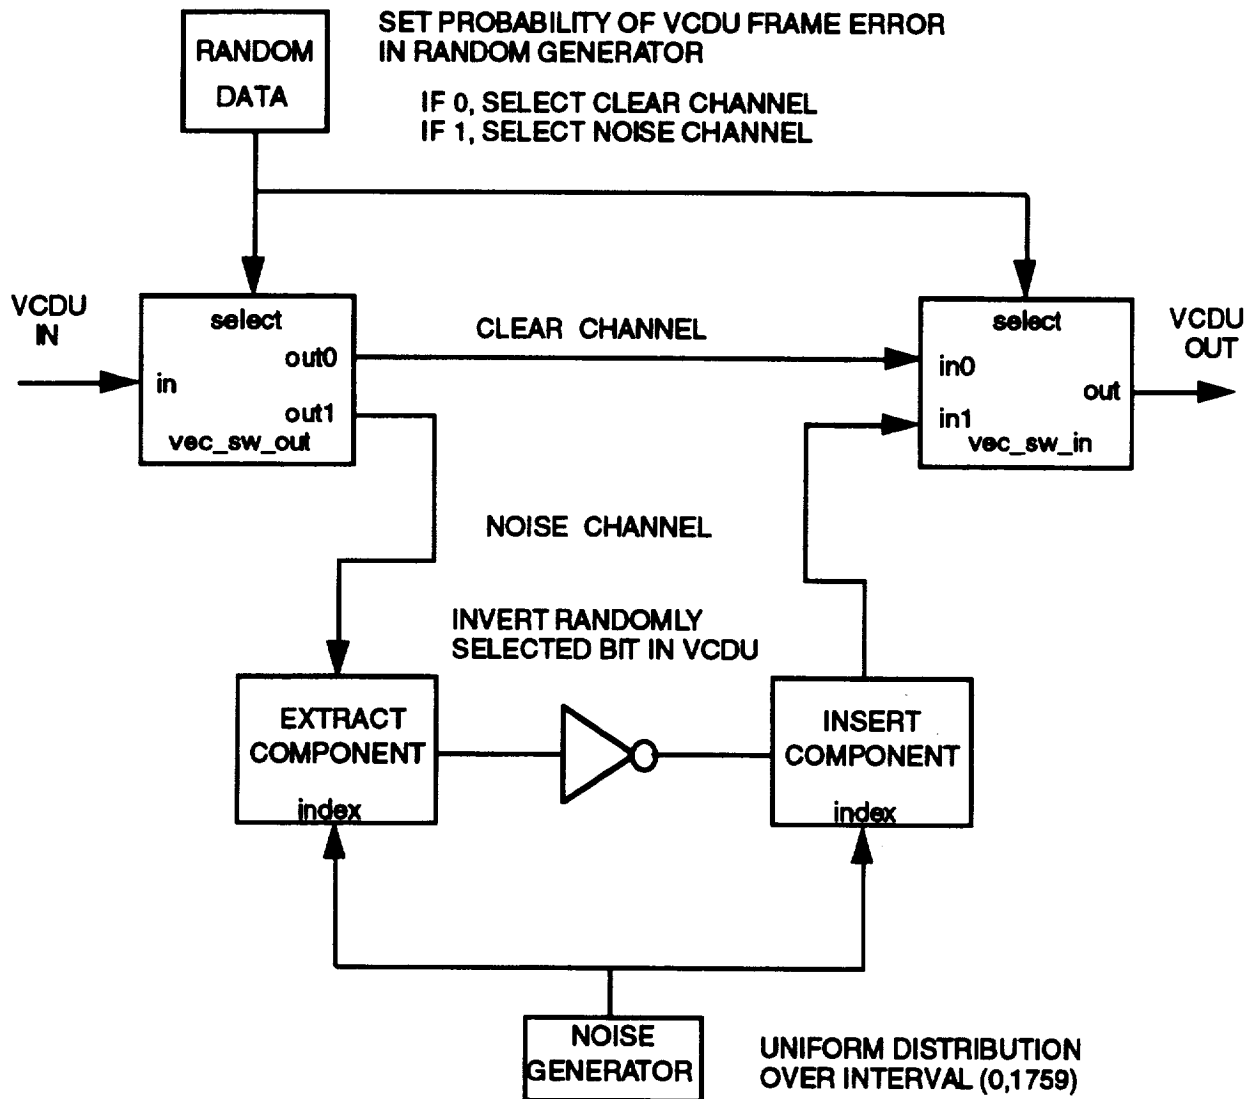 RANDOM
DATA
SET PROBABILITY OF VCDU FRAME ERROR
IN RANDOM GENERATOR
IF 0, SELECT CLEAR CHANNEL
IF 1, SELECT NOISE CHANNEL
VCDU
IN
select
in
out0
out1
vec_sw_out
CLEAR CHANNEL
select
in0
in1
out
vec_sw_in
VCDU
OUT
NOISE CHANNEL
INVERT RANDOMLY
SELECTED BIT IN VCDU
EXTRACT
COMPONENT
index
INSERT
COMPONENT
index
NOISE
GENERATOR
UNIFORM DISTRIBUTION
OVER INTERVAL (0,1759)